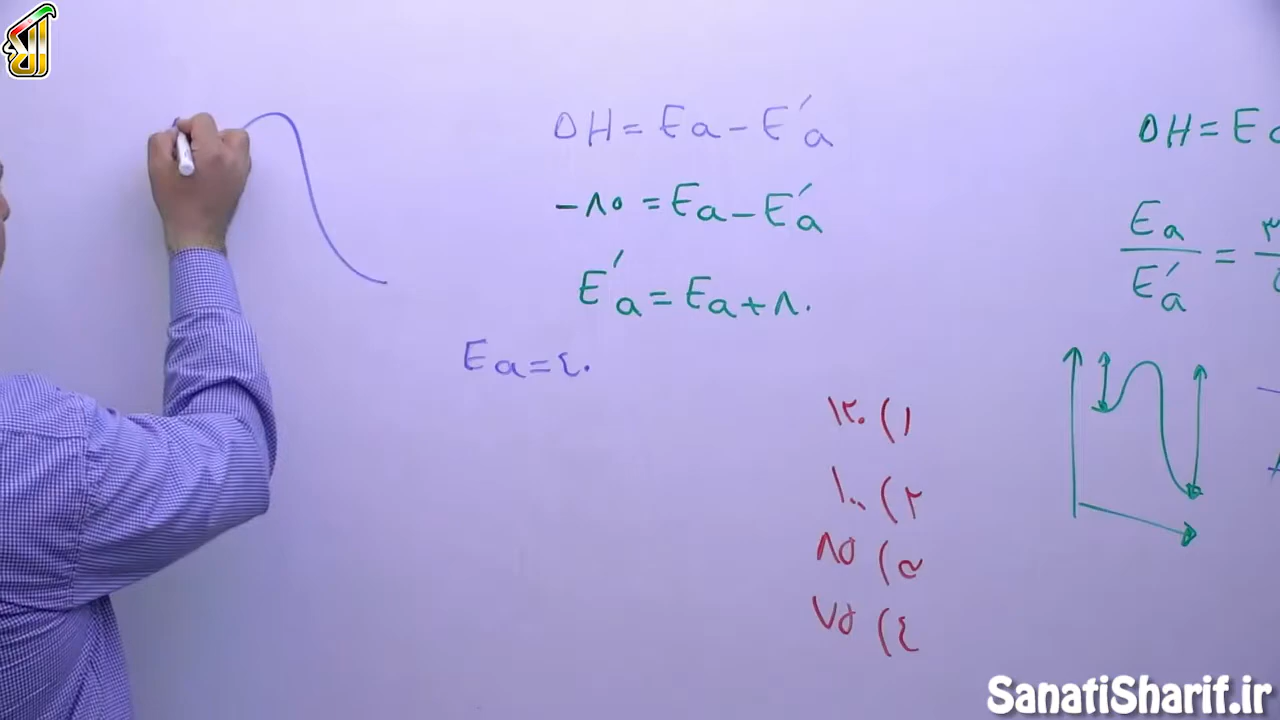 ΔH = Ea − E′a
−۸۰ = Ea − E′a
E′a = Ea + ۸۰
Ea = ۴۰
۱) ۱۲۰
۲) ۱۰۰
۳) ۸۵
۴) ۷۵
ΔH = Ea
Ea / E′a =
SanatiSharif.ir